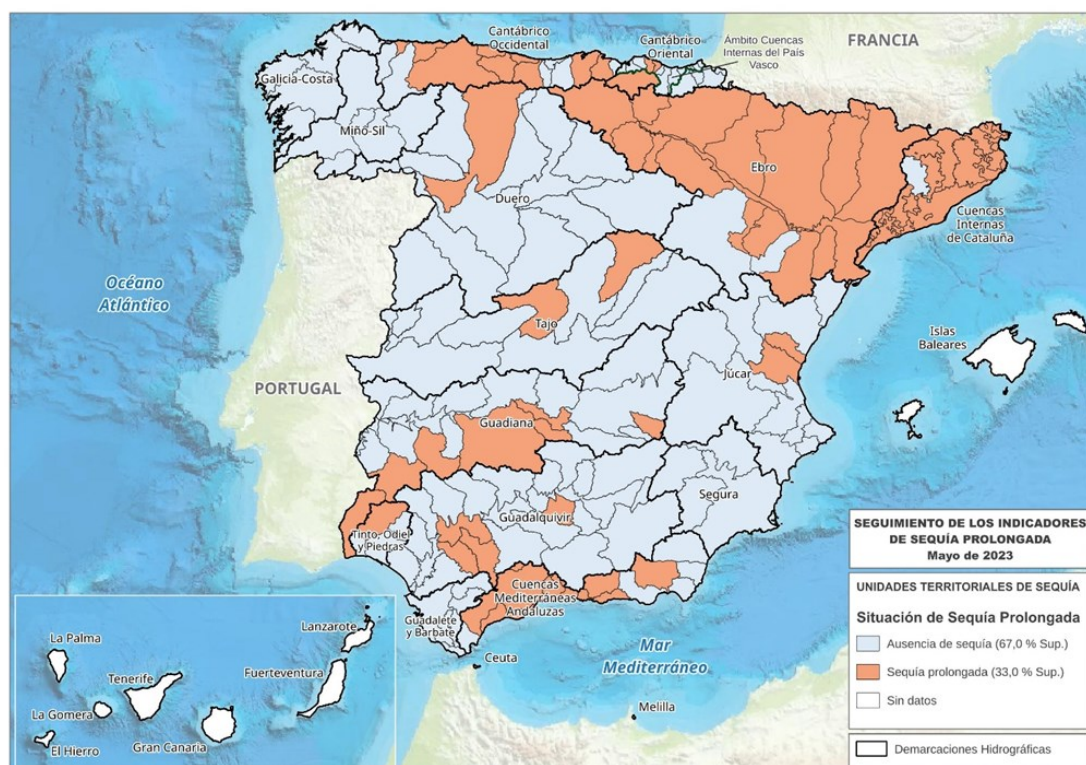 Cantábrico
Occidental
Cantábrico
Oriental
Ámbito Cuencas
Internas del País
Vasco
FRANCIA
Galicia-Costa
Miño-Sil
Ebro
Duero
Cuencas
Internas
de Cataluña
Océano
Atlántico
Tajo
Islas
Baleares
PORTUGAL
Júcar
Guadiana
Segura
Guadalquivir
Tinto, Odiel
y Piedras
Cuencas
Mediterráneas
Andaluzas
Guadalete
y Barbate
Ceuta
Mar
Mediterráneo
Melilla
La Palma
Lanzarote
Tenerife
Fuerteventura
La Gomera
El Hierro
Gran Canaria
SEGUIMIENTO DE LOS INDICADORES
DE SEQUÍA PROLONGADA
Mayo de 2023
UNIDADES TERRITORIALES DE SEQUÍA
Situación de Sequía Prolongada
Ausencia de sequía (67,0 % Sup.)
Sequía prolongada (33,0 % Sup.)
Sin datos
Demarcaciones Hidrográficas